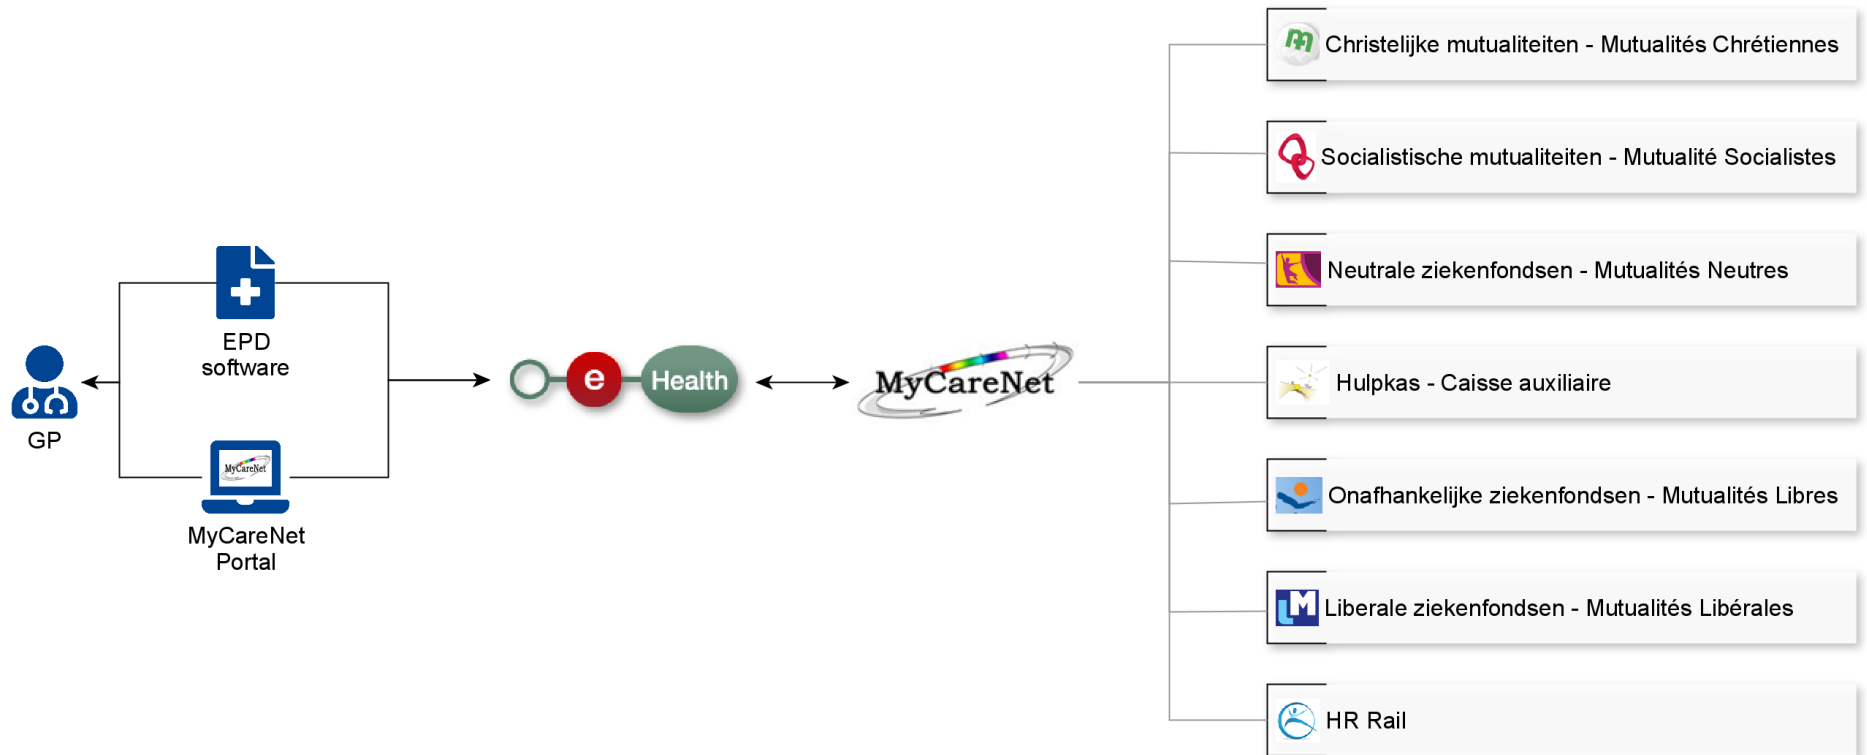 Christelijke mutualiteiten - Mutualités Chrétiennes
Socialistische mutualiteiten - Mutualité Socialistes
Neutrale ziekenfondsen - Mutualités Neutres
EPD
software
GP
e Health
MyCareNet
Hulpkas - Caisse auxiliaire
MyCareNet
MyCareNet
Portal
Onafhankelijke ziekenfondsen - Mutualités Libres
LM
Liberale ziekenfondsen - Mutualités Libérales
HR Rail